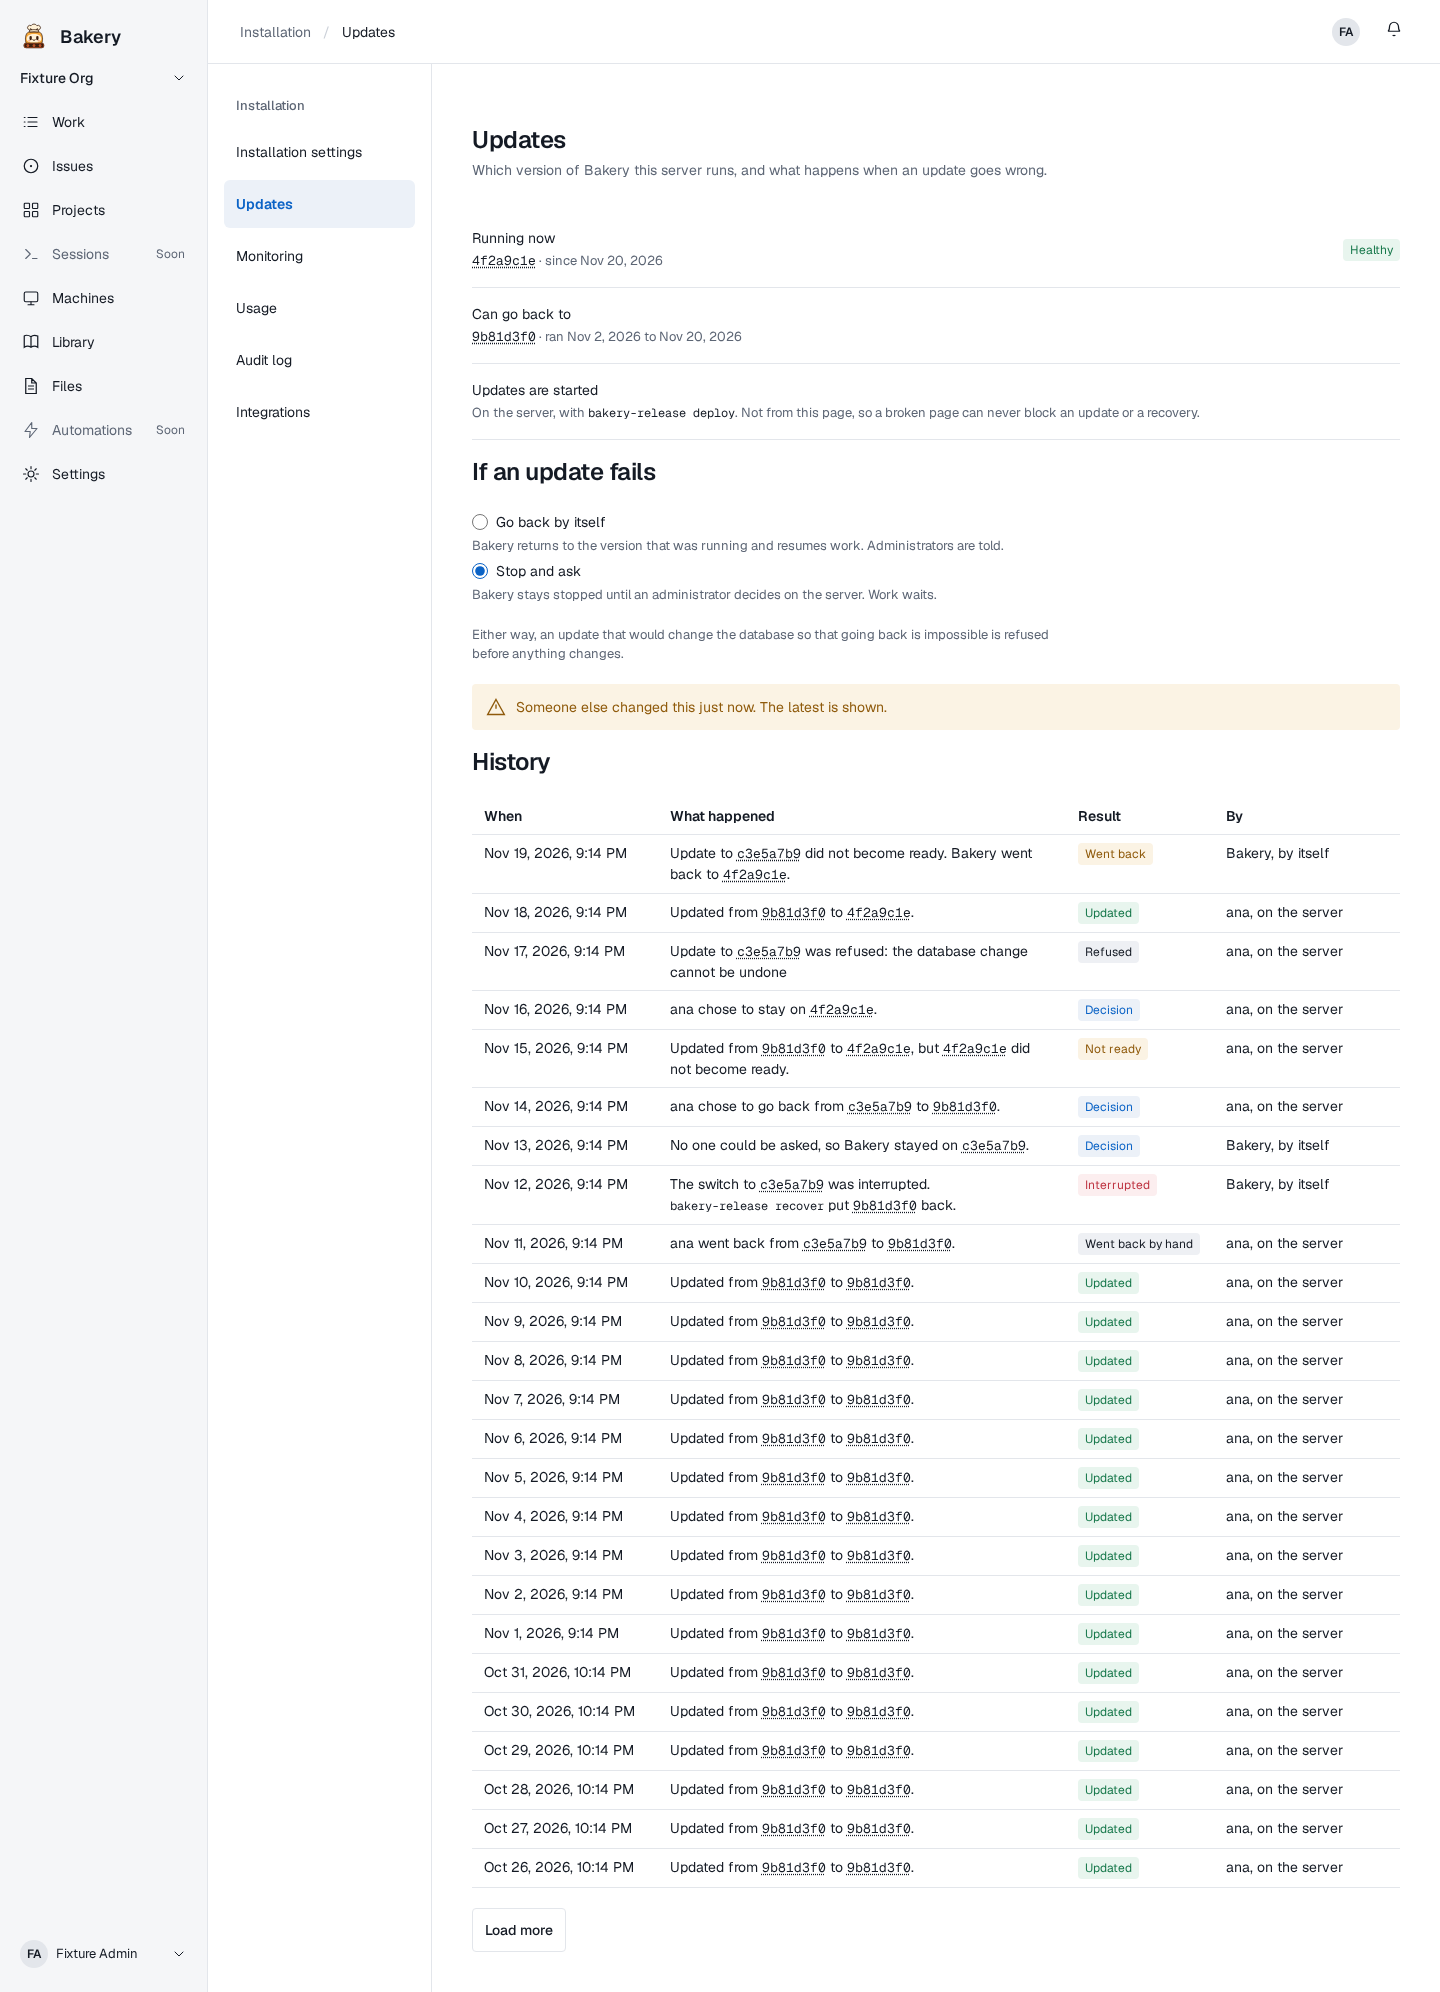 Bakery
Fixture Org
Work
Issues
Projects
Sessions Soon
Machines
Library
Files
Automations Soon
Settings
FA Fixture Admin
Installation / Updates
FA
Installation
Installation settings
Updates
Monitoring
Usage
Audit log
Integrations
Updates
Which version of Bakery this server runs, and what happens when an update goes wrong.
Running now
4f2a9c1e · since Nov 20, 2026
Healthy
Can go back to
9b81d3f0 · ran Nov 2, 2026 to Nov 20, 2026
Updates are started
On the server, with bakery-release deploy. Not from this page, so a broken page can never block an update or a recovery.
If an update fails
Go back by itself
Bakery returns to the version that was running and resumes work. Administrators are told.
Stop and ask
Bakery stays stopped until an administrator decides on the server. Work waits.
Either way, an update that would change the database so that going back is impossible is refused
before anything changes.
Someone else changed this just now. The latest is shown.
History
When What happened Result By
Nov 19, 2026, 9:14 PM Update to c3e5a7b9 did not become ready. Bakery went Went back Bakery, by itself
back to 4f2a9c1e.
Nov 18, 2026, 9:14 PM Updated from 9b81d3f0 to 4f2a9c1e. Updated ana, on the server
Nov 17, 2026, 9:14 PM Update to c3e5a7b9 was refused: the database change Refused ana, on the server
cannot be undone
Nov 16, 2026, 9:14 PM ana chose to stay on 4f2a9c1e. Decision ana, on the server
Nov 15, 2026, 9:14 PM Updated from 9b81d3f0 to 4f2a9c1e, but 4f2a9c1e did Not ready ana, on the server
not become ready.
Nov 14, 2026, 9:14 PM ana chose to go back from c3e5a7b9 to 9b81d3f0. Decision ana, on the server
Nov 13, 2026, 9:14 PM No one could be asked, so Bakery stayed on c3e5a7b9. Decision Bakery, by itself
Nov 12, 2026, 9:14 PM The switch to c3e5a7b9 was interrupted. Interrupted Bakery, by itself
bakery-release recover put 9b81d3f0 back.
Nov 11, 2026, 9:14 PM ana went back from c3e5a7b9 to 9b81d3f0. Went back by hand ana, on the server
Nov 10, 2026, 9:14 PM Updated from 9b81d3f0 to 9b81d3f0. Updated ana, on the server
Nov 9, 2026, 9:14 PM Updated from 9b81d3f0 to 9b81d3f0. Updated ana, on the server
Nov 8, 2026, 9:14 PM Updated from 9b81d3f0 to 9b81d3f0. Updated ana, on the server
Nov 7, 2026, 9:14 PM Updated from 9b81d3f0 to 9b81d3f0. Updated ana, on the server
Nov 6, 2026, 9:14 PM Updated from 9b81d3f0 to 9b81d3f0. Updated ana, on the server
Nov 5, 2026, 9:14 PM Updated from 9b81d3f0 to 9b81d3f0. Updated ana, on the server
Nov 4, 2026, 9:14 PM Updated from 9b81d3f0 to 9b81d3f0. Updated ana, on the server
Nov 3, 2026, 9:14 PM Updated from 9b81d3f0 to 9b81d3f0. Updated ana, on the server
Nov 2, 2026, 9:14 PM Updated from 9b81d3f0 to 9b81d3f0. Updated ana, on the server
Nov 1, 2026, 9:14 PM Updated from 9b81d3f0 to 9b81d3f0. Updated ana, on the server
Oct 31, 2026, 10:14 PM Updated from 9b81d3f0 to 9b81d3f0. Updated ana, on the server
Oct 30, 2026, 10:14 PM Updated from 9b81d3f0 to 9b81d3f0. Updated ana, on the server
Oct 29, 2026, 10:14 PM Updated from 9b81d3f0 to 9b81d3f0. Updated ana, on the server
Oct 28, 2026, 10:14 PM Updated from 9b81d3f0 to 9b81d3f0. Updated ana, on the server
Oct 27, 2026, 10:14 PM Updated from 9b81d3f0 to 9b81d3f0. Updated ana, on the server
Oct 26, 2026, 10:14 PM Updated from 9b81d3f0 to 9b81d3f0. Updated ana, on the server
Load more